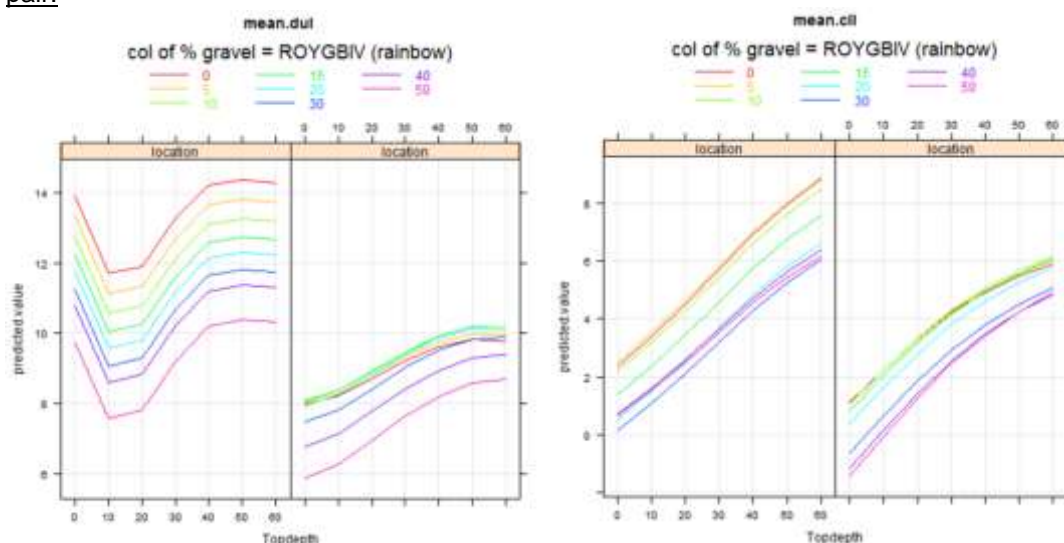 pair.
mean.dul
col of % gravel = ROYGBIV (rainbow)
0 15 40
5 20 50
10 30
0 10 20 30 40 50 60
location location
14
12
10
8
6
predicted.value
0 10 20 30 40 50 60
Topdepth
mean.cll
col of % gravel = ROYGBIV (rainbow)
0 15 40
5 20 50
10 30
0 10 20 30 40 50 60
location location
8
6
4
2
0
predicted.value
0 10 20 30 40 50 60
Topdepth